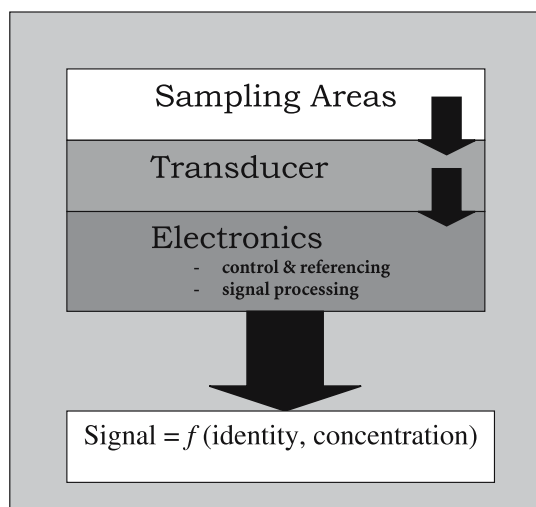 Sampling Areas
Transducer
Electronics
- control & referencing
- signal processing
Signal = f (identity, concentration)